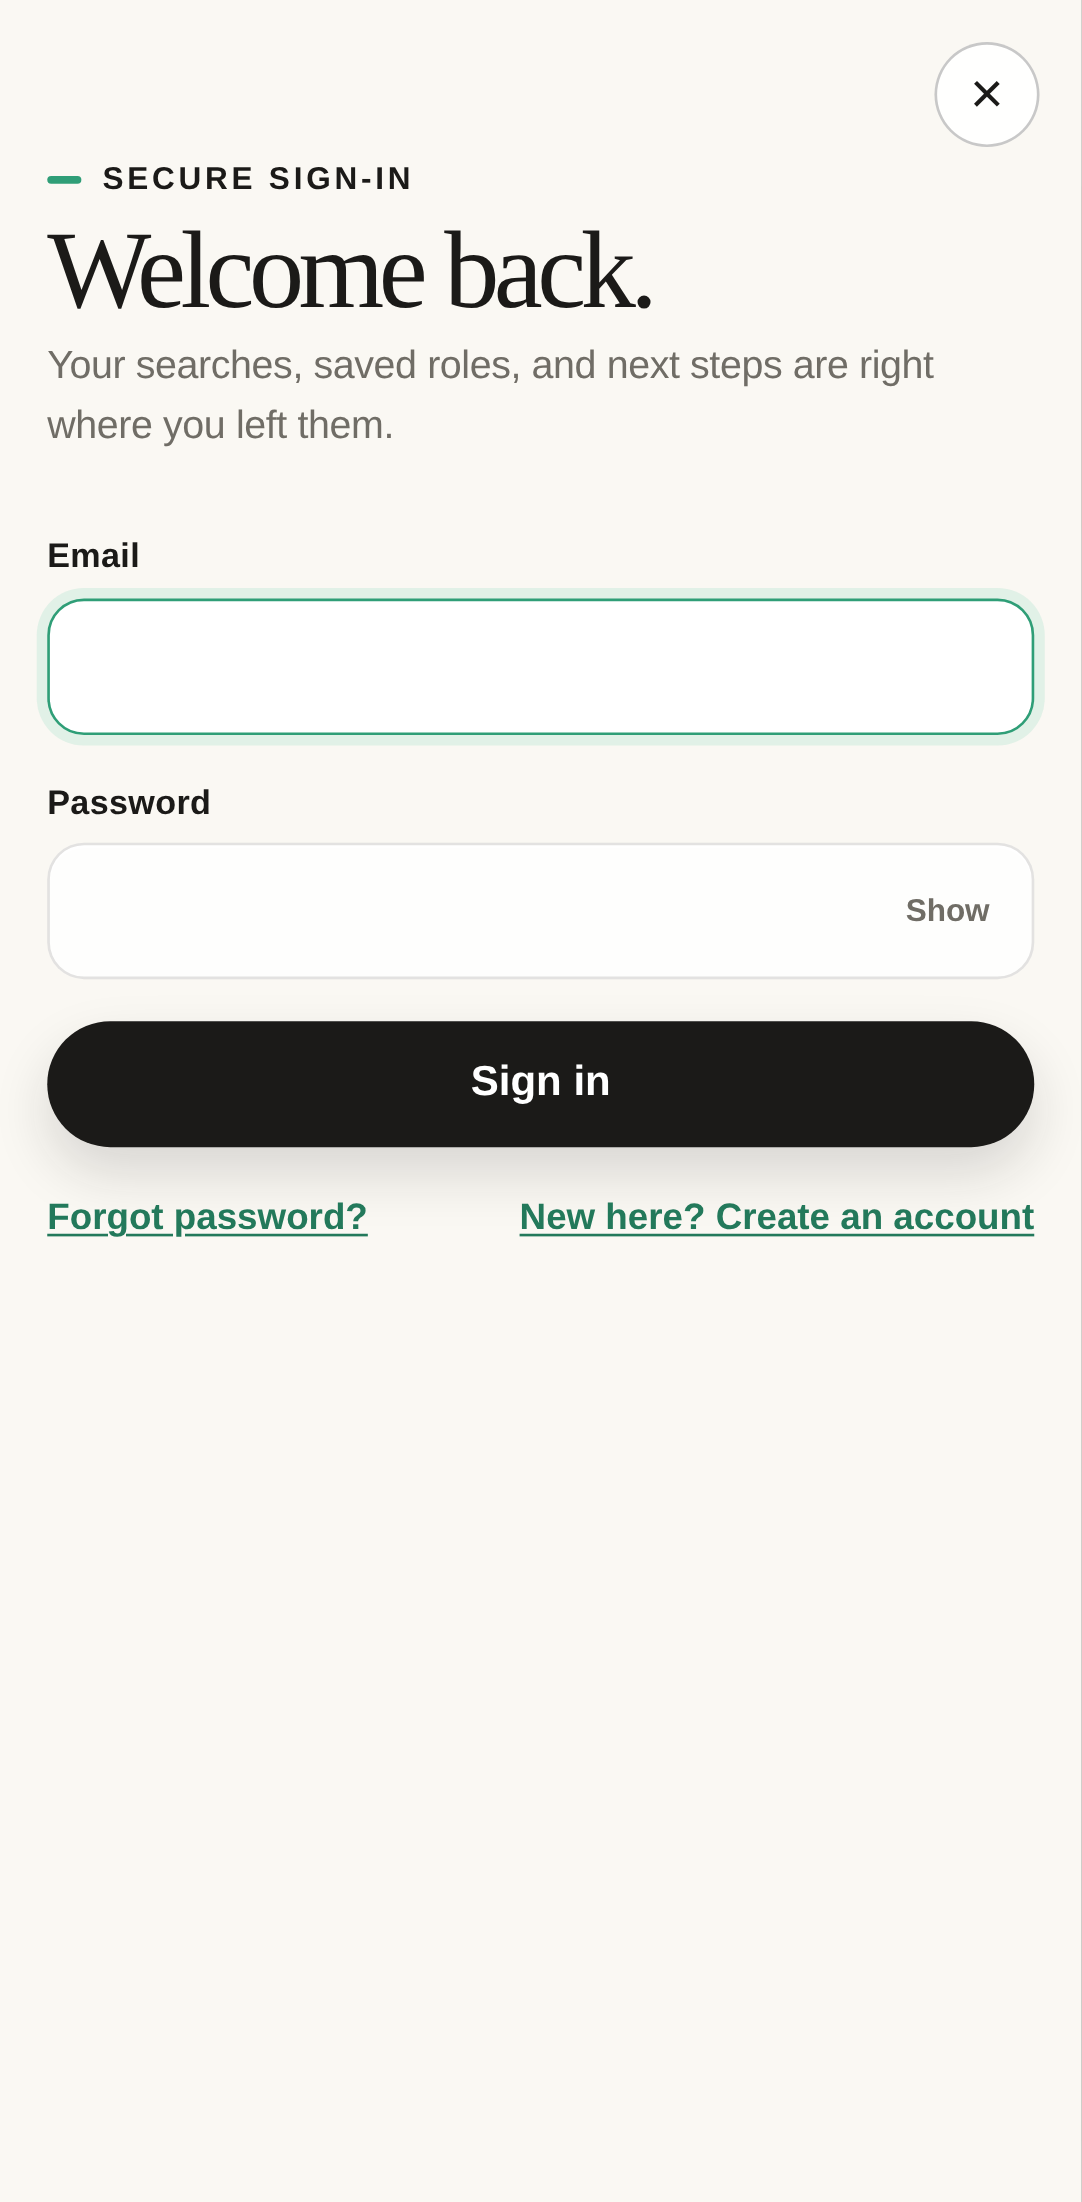 SECURE SIGN-IN
Welcome back.
Your searches, saved roles, and next steps are right
where you left them.
Email
Password
Show
Sign in
Forgot password?
New here? Create an account